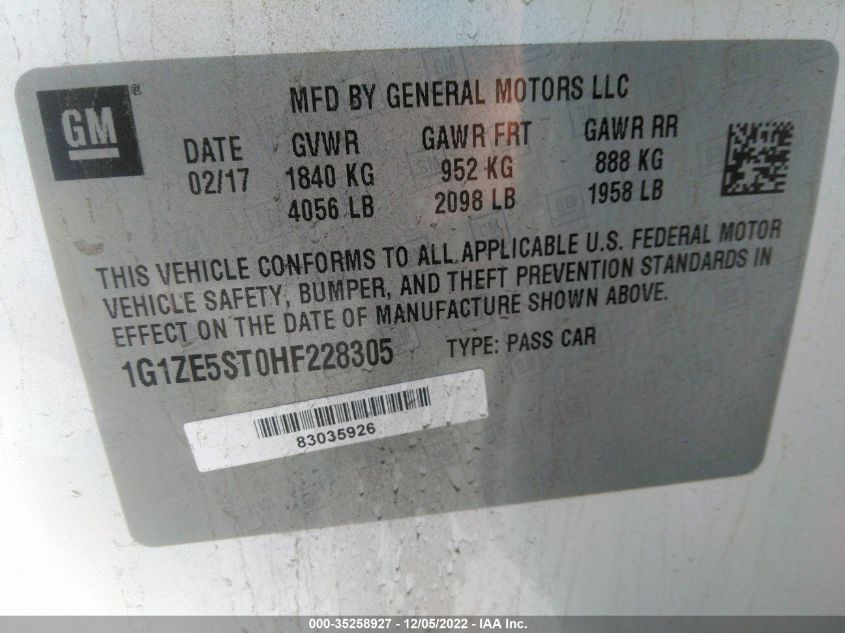 GM
®
MFD BY GENERAL MOTORS LLC
DATE GVWR GAWR FRT GAWR RR
02/17 1840 KG 952 KG 888 KG
4056 LB 2098 LB 1958 LB
THIS VEHICLE CONFORMS TO ALL APPLICABLE U.S. FEDERAL MOTOR
VEHICLE SAFETY, BUMPER, AND THEFT PREVENTION STANDARDS IN
EFFECT ON THE DATE OF MANUFACTURE SHOWN ABOVE.
1G1ZE5ST0HF228305 TYPE: PASS CAR
83035926
000-35258927 - 12/05/2022 - IAA Inc.